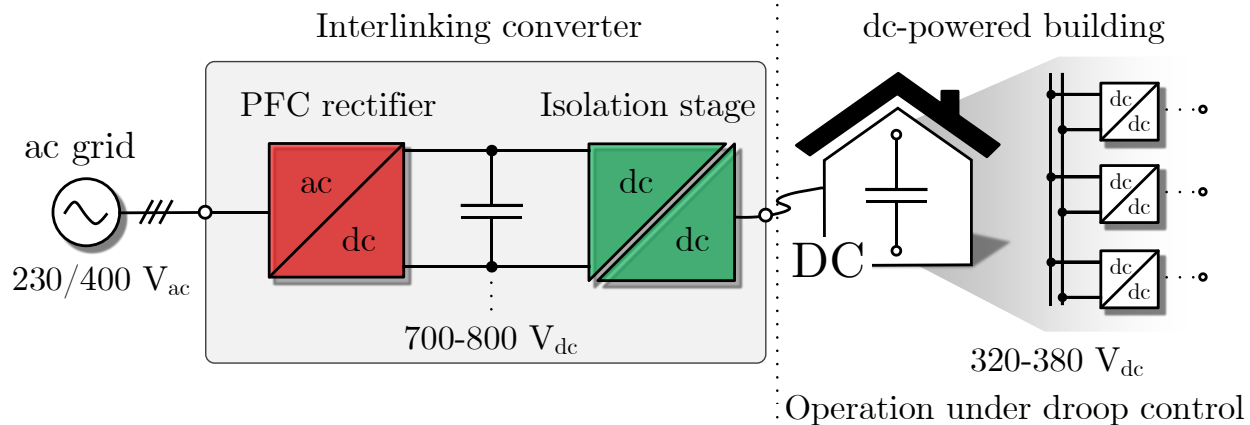 Interlinking converter
dc-powered building
PFC rectifier
Isolation stage
ac grid
ac
dc
dc
dc
DC
dc
dc
dc
dc
dc
dc
230/400 Vac
700-800 Vdc
320-380 Vdc
Operation under droop control